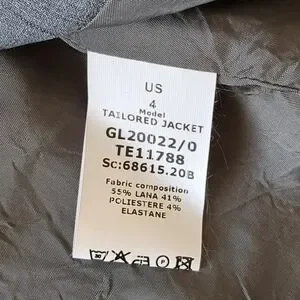 US
4
Model
TAILORED JACKET
GL20022/0
TE11788
Sc:68615.20B
Fabric composition
55% LANA 41%
POLIESTERE 4%
ELASTANE